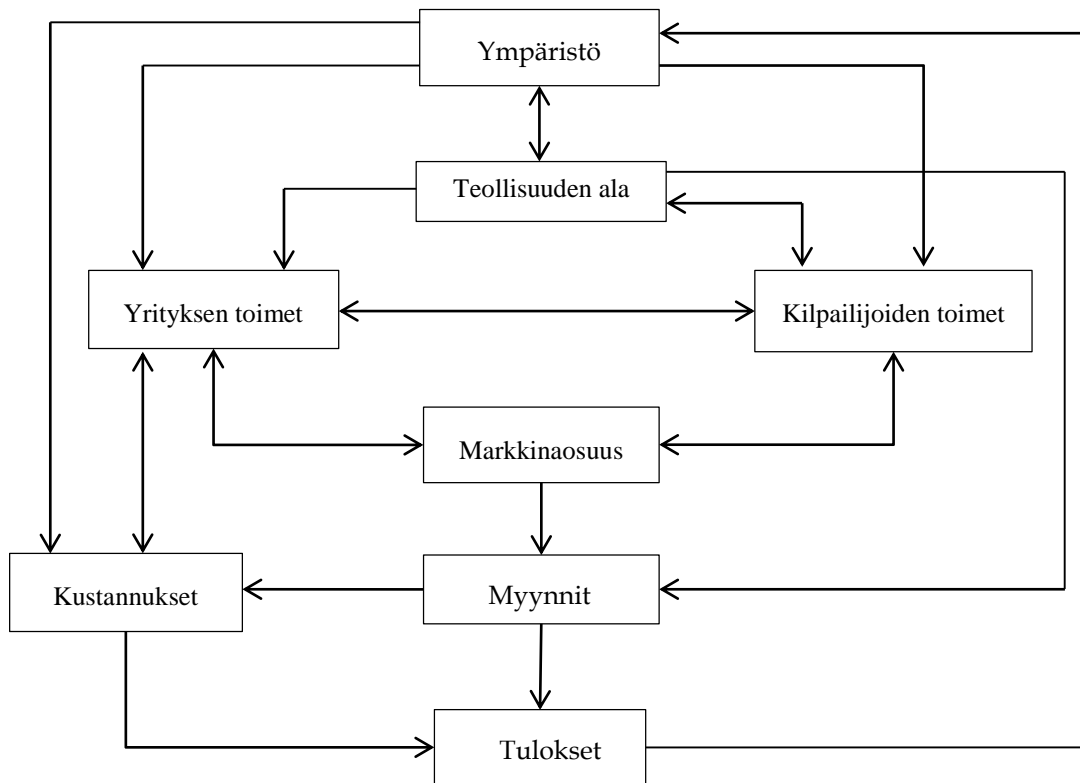 Ympäristö
Teollisuuden ala
Yrityksen toimet
Kilpailijoiden toimet
Markkinaosuus
Kustannukset
Myynnit
Tulokset